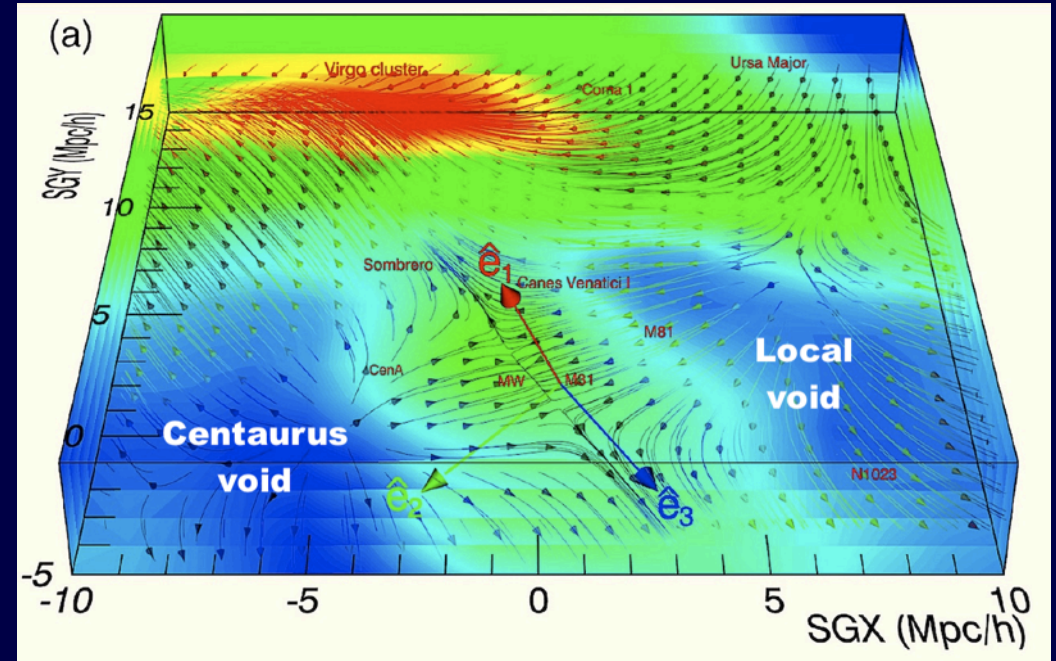 (a)
Virgo cluster
Ursa Major
Coma 1
15
SGY (Mpc/h)
10
Sombrero
ê1
Canes Venatici I
5
M81
Local
void
CenA
MW
M81
0
Centaurus
void
N1023
ê2
ê3
-5
-10
-5
0
5
10
SGX (Mpc/h)